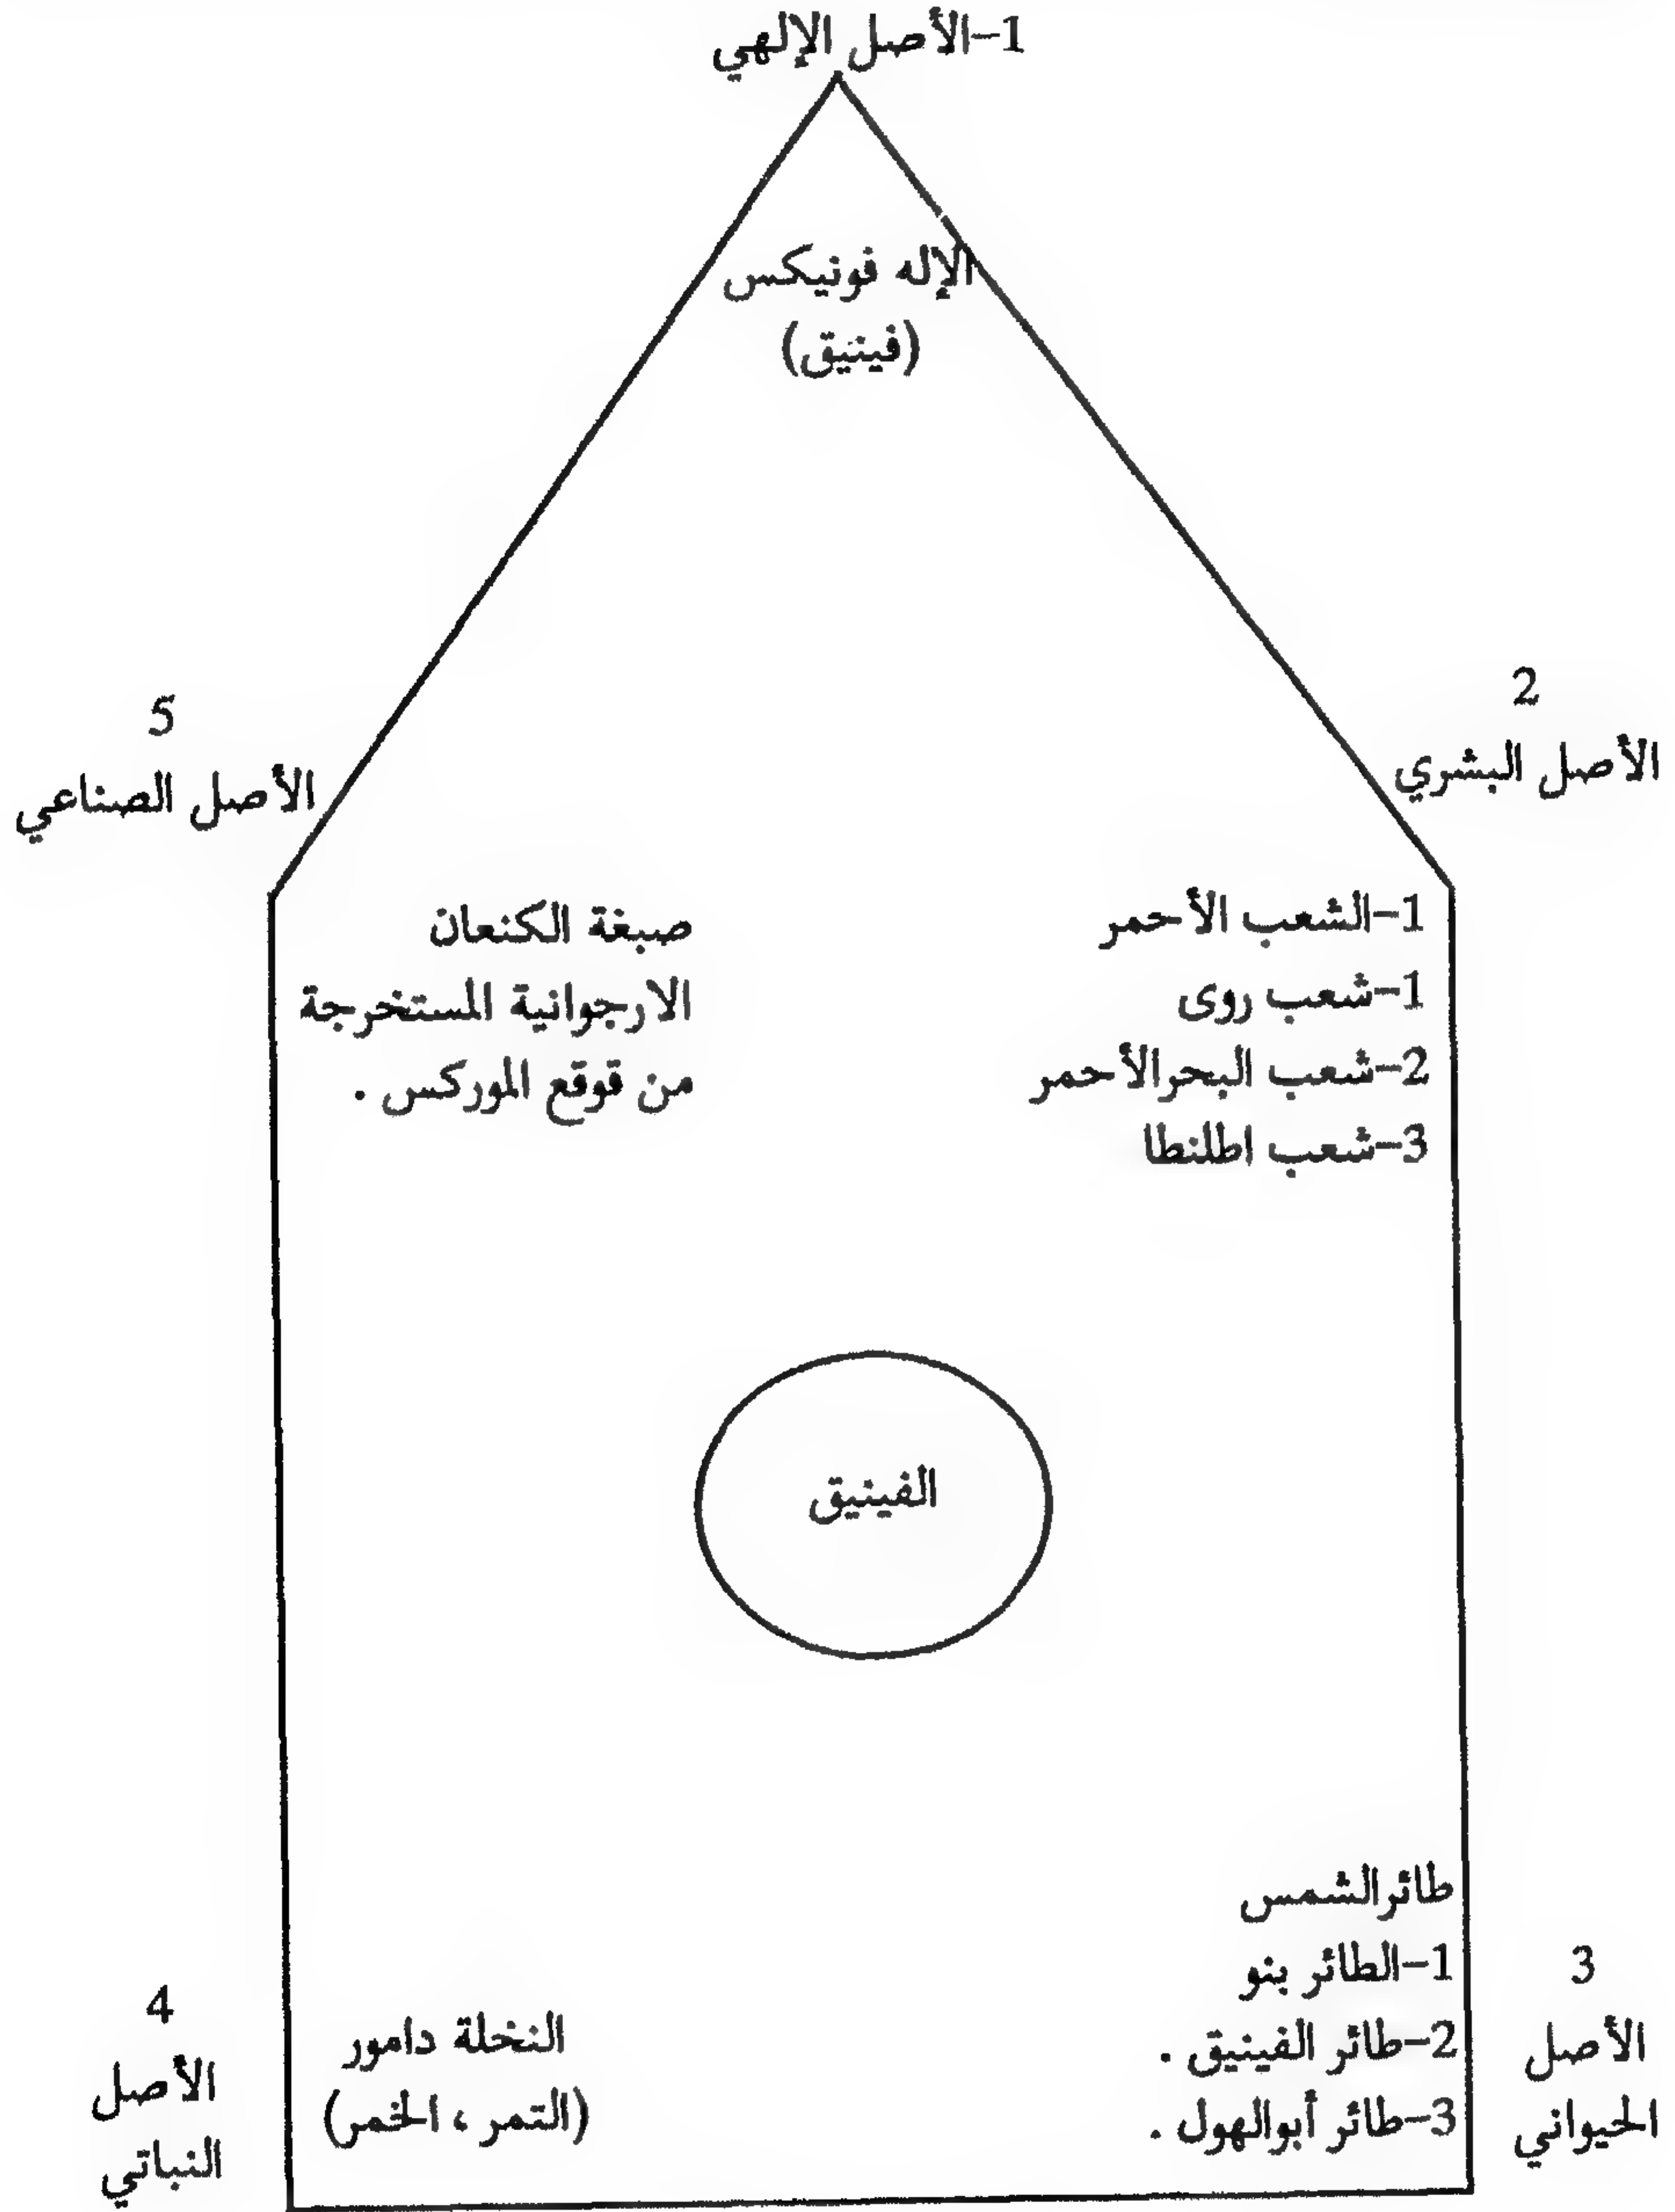 1-الأصل الإلهي
الإله فونيكس
(فينيق)
2
الأصل البشري
1-الشعب الأحمر
1-شعب روى
2-شعب البحرالأحمر
3-شعب اطلنطا
5
الأصل الصناعي
صبغة الكنعان
الارجوانية المستخرجة
من قوقع الموركس .
الفينيق
طائرالشمس
1-الطائر بنو
2-طائر الفينيق .
3-طائر أبوالهول .
3
الأصل
الحيواني
النخلة دامور
(التمر ، الخمر)
4
الأصل
النباتي